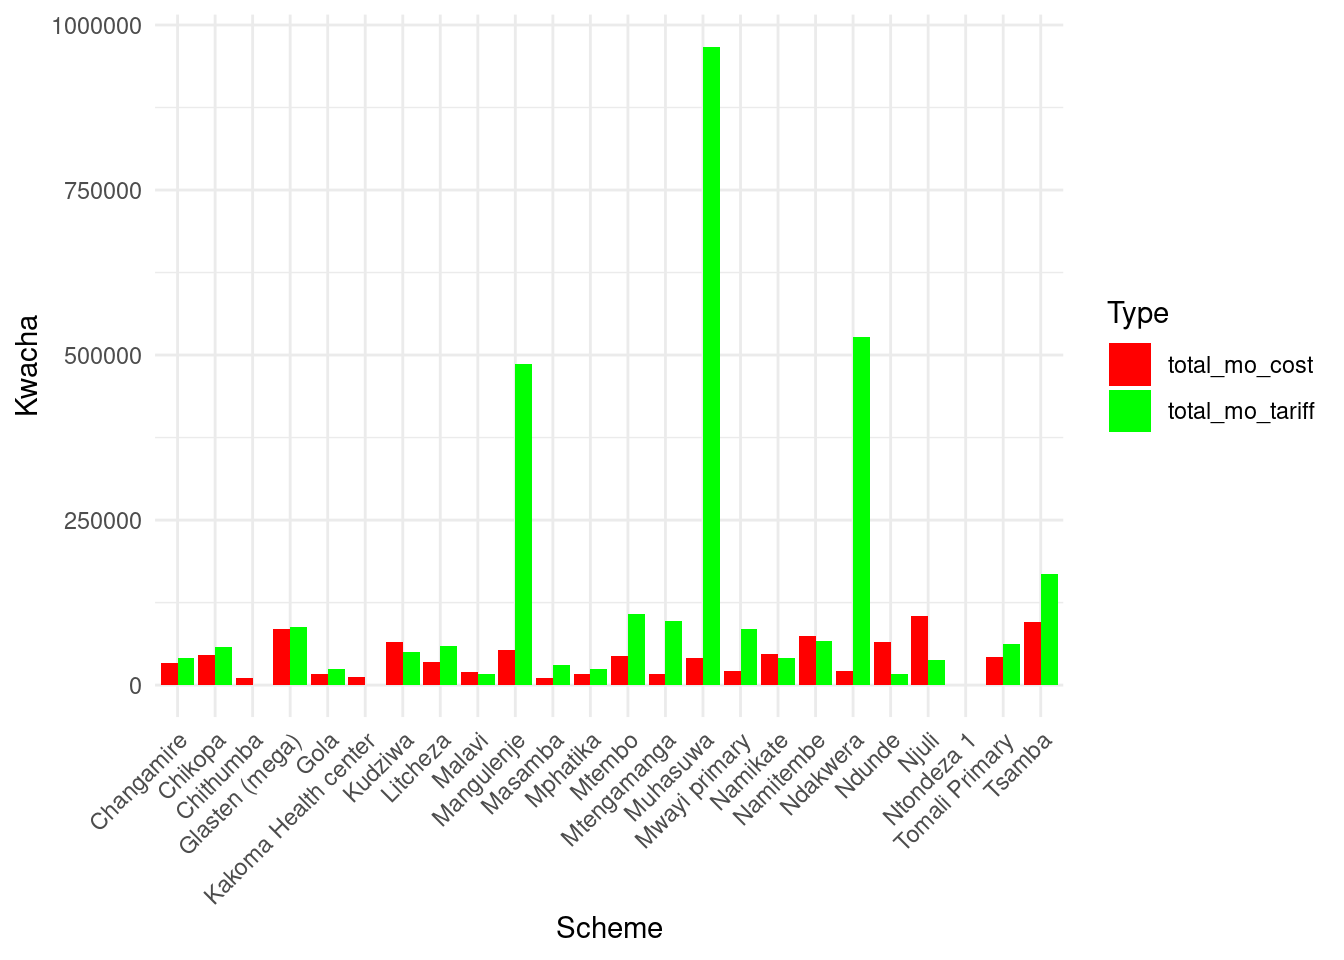 1000000
750000
500000
250000
0
Kwacha
Changamire
Chikopa
Chithumba
Glasten (mega)
Gola
Kakoma Health center
Kudziwa
Litcheza
Malavi
Mangulenje
Masamba
Mphatika
Mtembo
Mtengamanga
Muhasuwa
Mwayi primary
Namikate
Namitembe
Ndakwera
Ndunde
Njuli
Ntondeza 1
Tomali Primary
Tsamba
Scheme
Type
total_mo_cost
total_mo_tariff